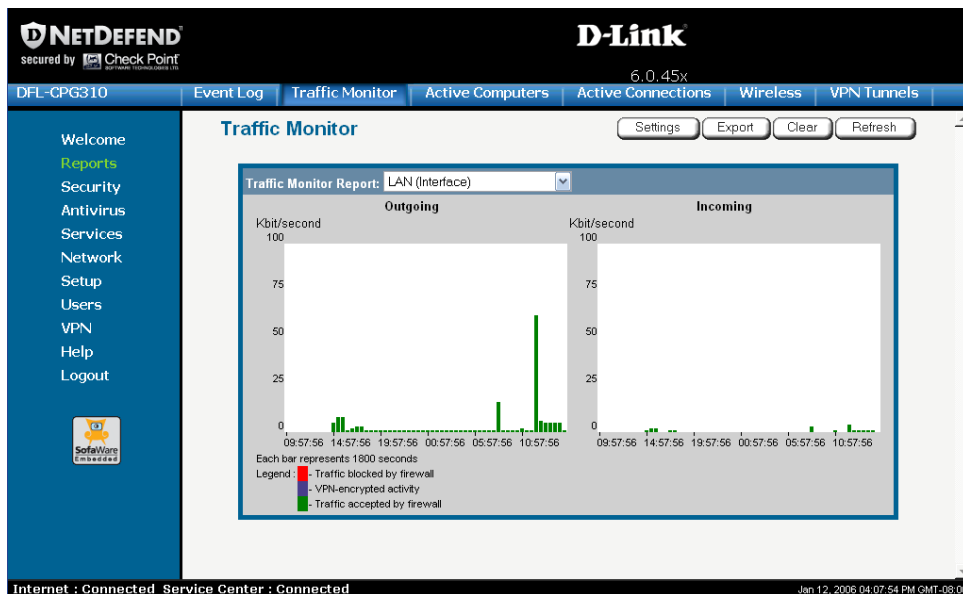 D NETDEFEND
secured by Check Point
SOFTWARE TECHNOLOGIES LTD.
D-Link
6.0.45x
DFL-CPG310
Event Log | Traffic Monitor | Active Computers | Active Connections | Wireless | VPN Tunnels |
Welcome
Reports
Security
Antivirus
Services
Network
Setup
Users
VPN
Help
Logout
SofaWare
Embedded
Traffic Monitor
Settings Export Clear Refresh
Traffic Monitor Report: LAN (Interface)
Outgoing
Kbit/second
100
75
50
25
0
09:57:56 14:57:56 19:57:56 00:57:56 05:57:56 10:57:56
Incoming
Kbit/second
100
75
50
25
0
09:57:56 14:57:56 19:57:56 00:57:56 05:57:56 10:57:56
Each bar represents 1800 seconds
Legend : - Traffic blocked by firewall
- VPN-encrypted activity
- Traffic accepted by firewall
Internet : Connected Service Center : Connected
Jan 12, 2006 04:07:54 PM GMT-08:0